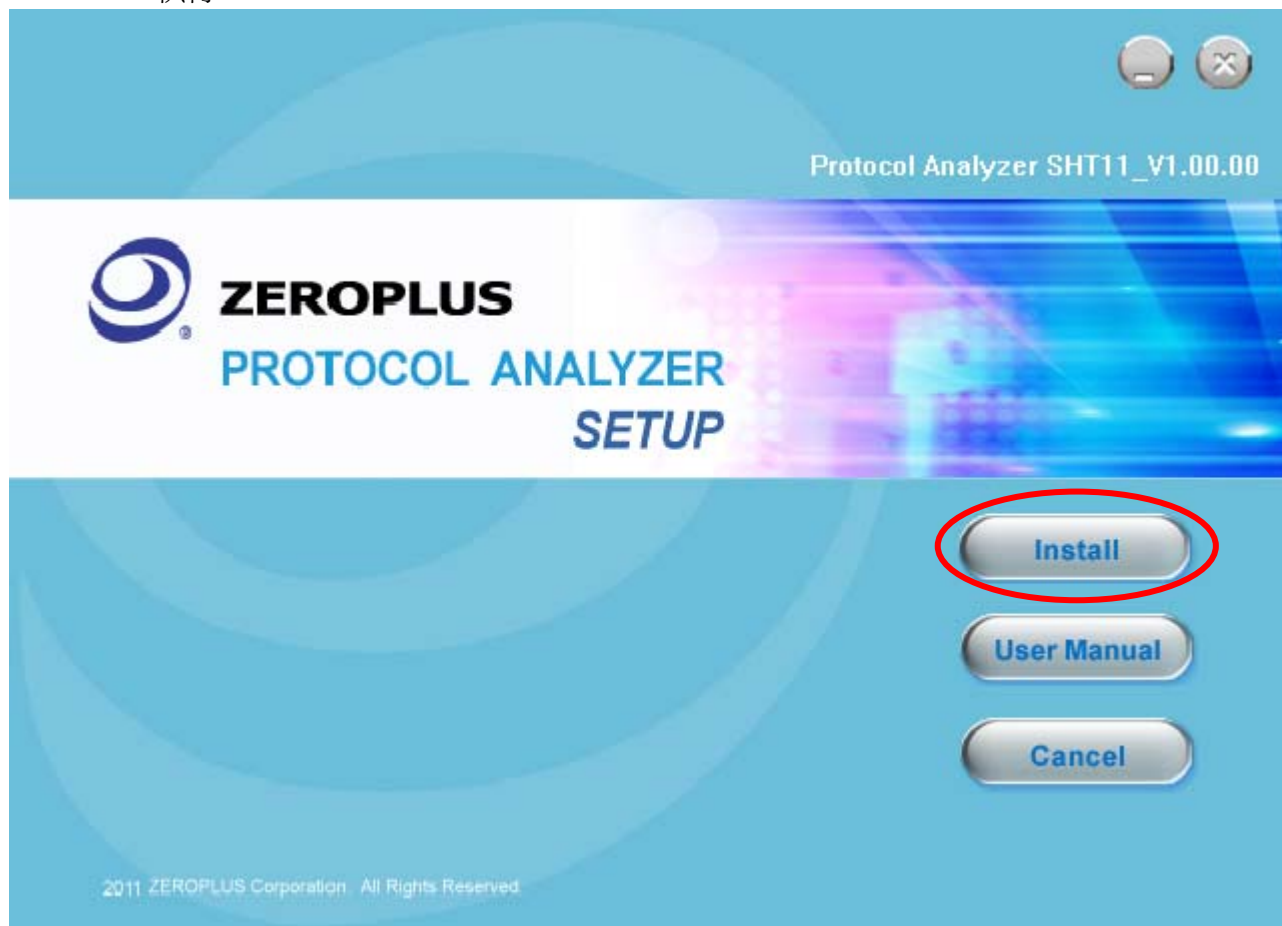 Protocol Analyzer SHT11_V1.00.00
ZEROPLUS
®
PROTOCOL ANALYZER
SETUP
Install
User Manual
Cancel
2011 ZEROPLUS Corporation. All Rights Reserved.